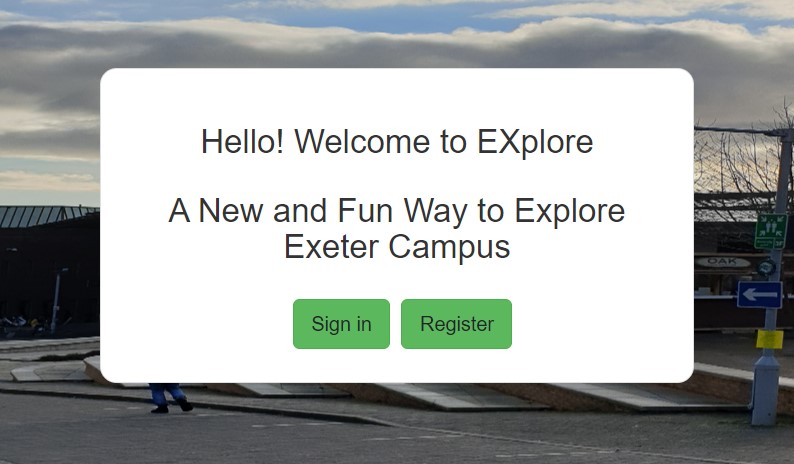 Hello! Welcome to EXplore
A New and Fun Way to Explore
Exeter Campus
Sign in
Register
OAK